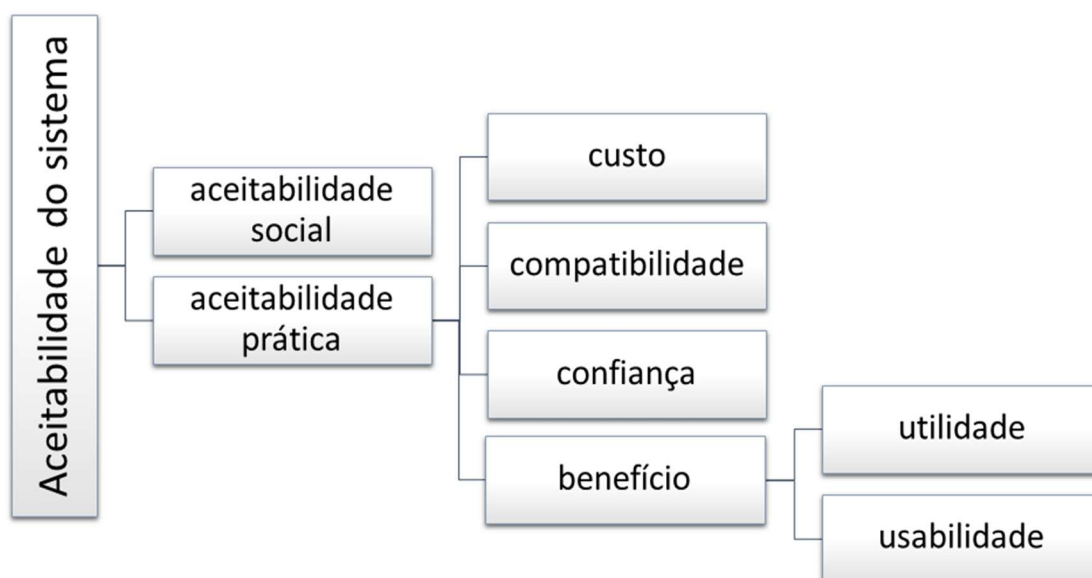 Aceitabilidade do sistema
aceitabilidade
social
aceitabilidade
prática
custo
compatibilidade
confiança
benefício
utilidade
usabilidade